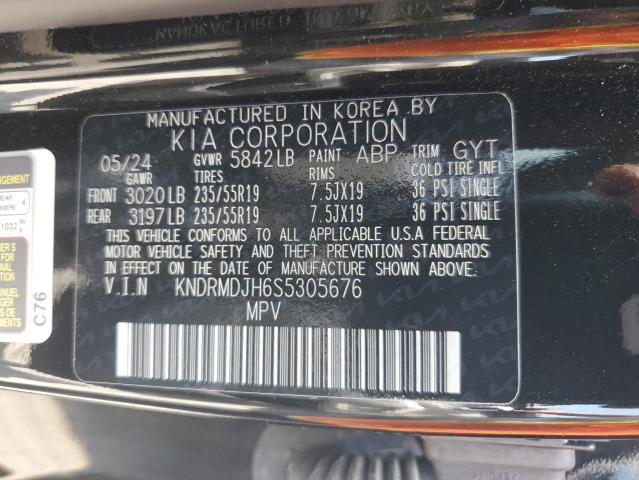 MANUFACTURED IN KOREA BY
KIA CORPORATION
05/24 GVWR 5842LB PAINT ABP TRIM GYT
GAWR TIRES RIMS COLD TIRE INFL
FRONT 3020LB 235/55R19 7.5JX19 36 PSI SINGLE
REAR 3197LB 235/55R19 7.5JX19 36 PSI SINGLE
THIS VEHICLE CONFORMS TO ALL APPLICABLE U.S.A FEDERAL
MOTOR VEHICLE SAFETY AND THEFT PREVENTION STANDARDS
IN EFFECT ON THE DATE OF MANUFACTURE SHOWN ABOVE.
V.I.N KNDRMDJH6S5305676
MPV
C76
4
1032